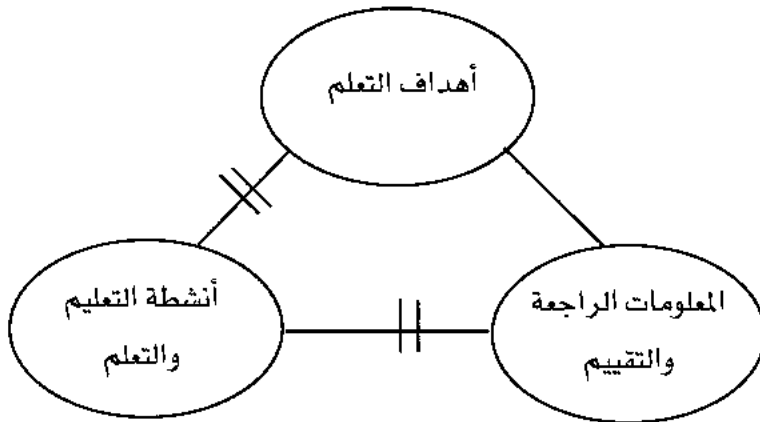 أهداف التعلم
أنشطة التعليم
والتعلم
المعلومات الراجعة
والتقييم